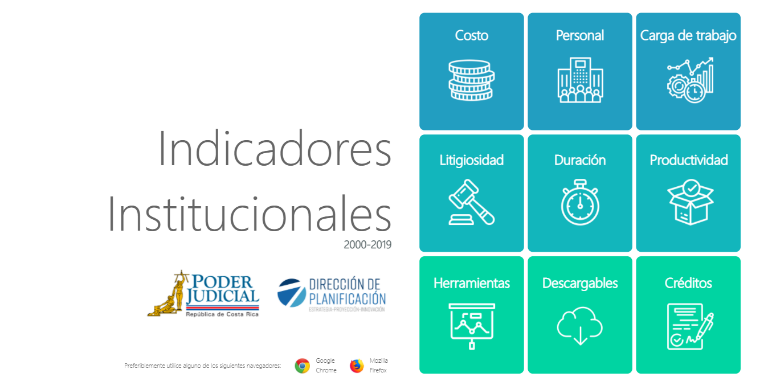 Indicadores
Institucionales
2000-2019
PODER
JUDICIAL
República de Costa Rica
DIRECCIÓN DE
PLANIFICACIÓN
ESTRATEGIA-PROYECCIÓN-INNOVACIÓN
Preferiblemente utilice alguno de los siguientes navegadores:
Google
Chrome
Mozilla
Firefox
Costo
Personal
Carga de trabajo
Litigiosidad
Duración
Productividad
Herramientas
Descargables
Créditos